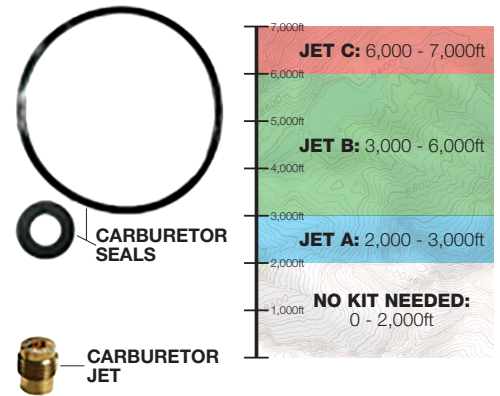 7,000ft
JET C: 6,000 - 7,000ft
6,000ft
5,000ft
JET B: 3,000 - 6,000ft
4,000ft
3,000ft
CARBURETOR
SEALS
JET A: 2,000 - 3,000ft
2,000ft
NO KIT NEEDED:
0 - 2,000ft
1,000ft
CARBURETOR
JET